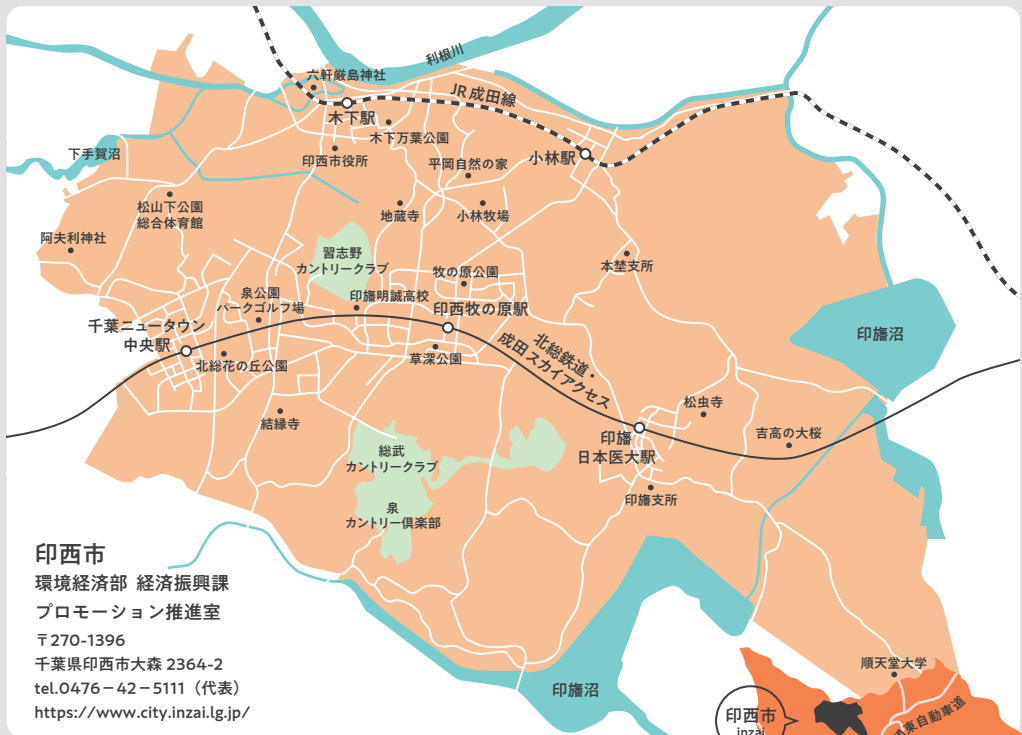 利根川
六軒厳島神社
JR成田線
木下駅
木下万葉公園
下手賀沼
印西市役所
平岡自然の家
小林駅
松山下公園
総合体育館
地蔵寺
小林牧場
阿夫利神社
習志野
カントリークラブ
牧の原公園
本埜支所
泉公園
パークゴルフ場
印旛明誠高校
印西牧の原駅
千葉ニュータウン
中央駅
北総鉄道・
成田スカイアクセス
印旛沼
北総花の丘公園
草深公園
松虫寺
結縁寺
吉高の大桜
印旛
日本医大駅
総武
カントリークラブ
印旛支所
泉
カントリー倶楽部
印西市
環境経済部 経済振興課
プロモーション推進室
〒270-1396
千葉県印西市大森 2364-2
tel.0476−42−5111（代表）
https://www.city.inzai.lg.jp/
印旛沼
順天堂大学
印西市
inzai
東自動車道